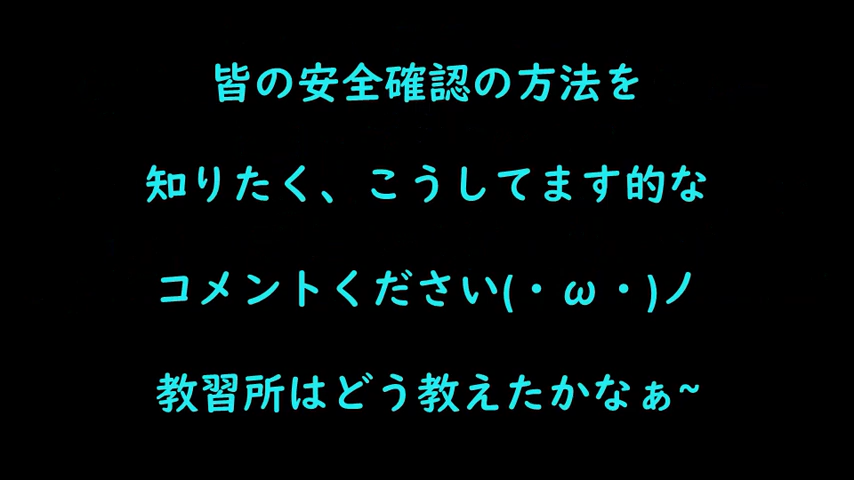 皆の安全確認の方法を
知りたく、こうしてます的な
コメントください(・ω・)ノ
教習所はどう教えたかなぁ~